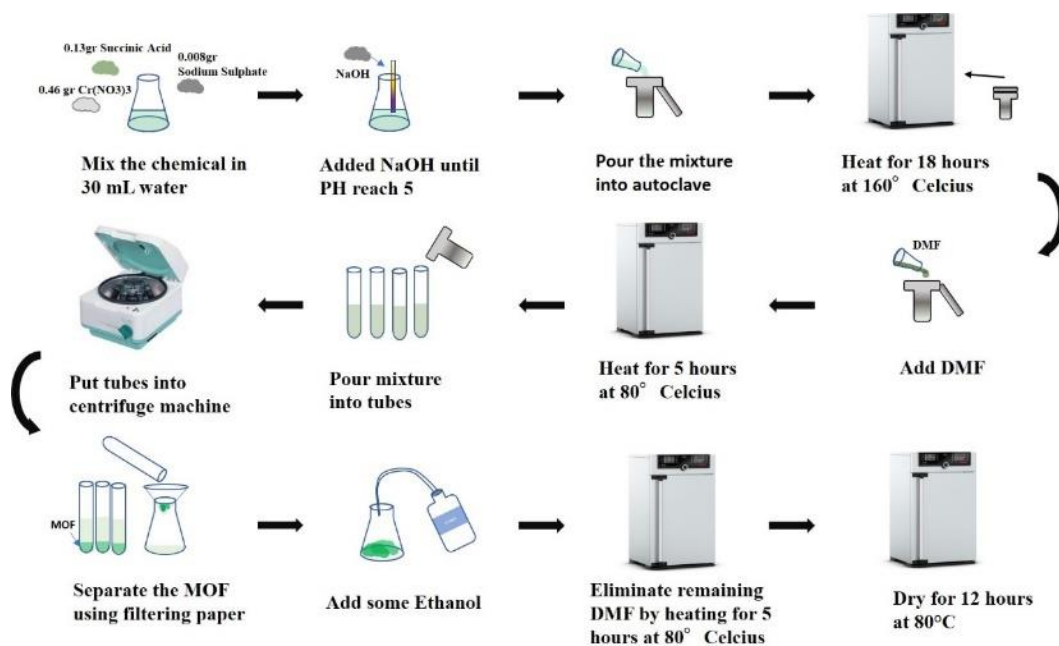 0.13gr Succinic Acid
0.008gr
Sodium Sulphate
0.46 gr Cr(NO3)3
Mix the chemical in
30 mL water
NaOH
Added NaOH until
PH reach 5
Pour the mixture
into autoclave
Heat for 18 hours
at 160° Celcius
DMF
Add DMF
Heat for 5 hours
at 80° Celcius
Pour mixture
into tubes
Put tubes into
centrifuge machine
MOF
Separate the MOF
using filtering paper
Add some Ethanol
Eliminate remaining
DMF by heating for 5
hours at 80° Celcius
Dry for 12 hours
at 80°C